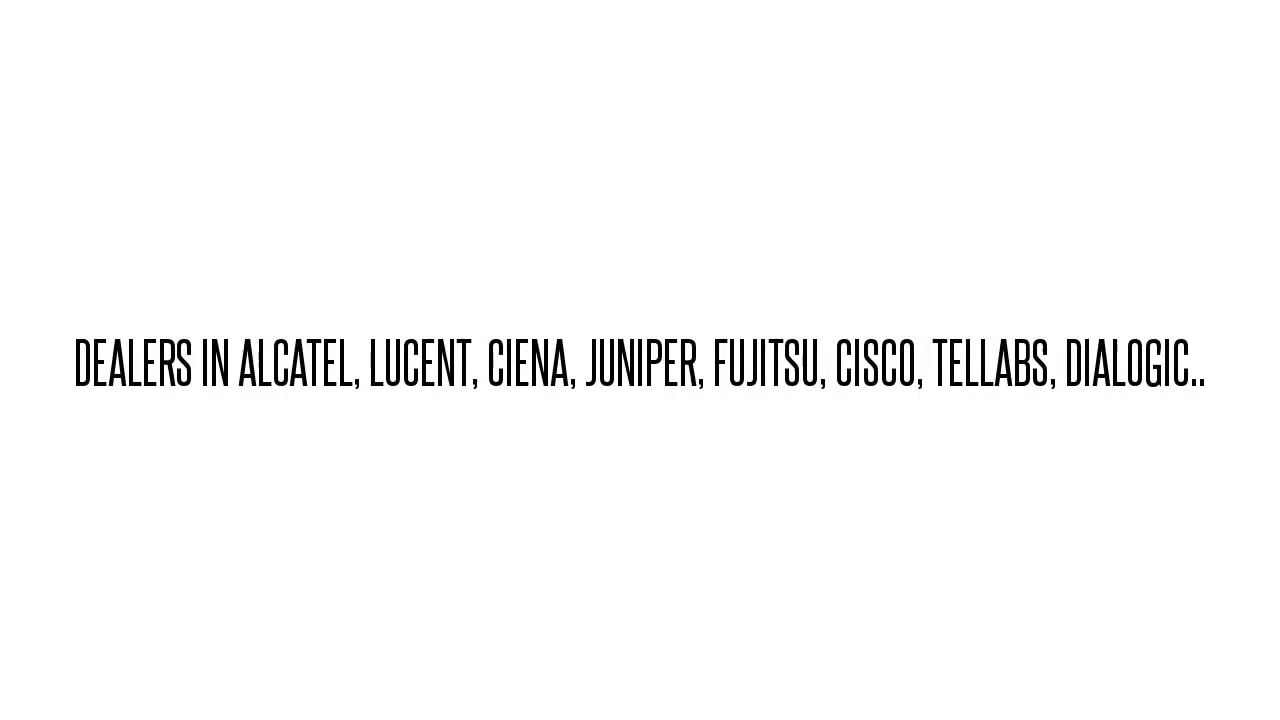 DEALERS IN ALCATEL, LUCENT, CIENA, JUNIPER, FUJITSU, CISCO, TELLABS, DIALOGIC..